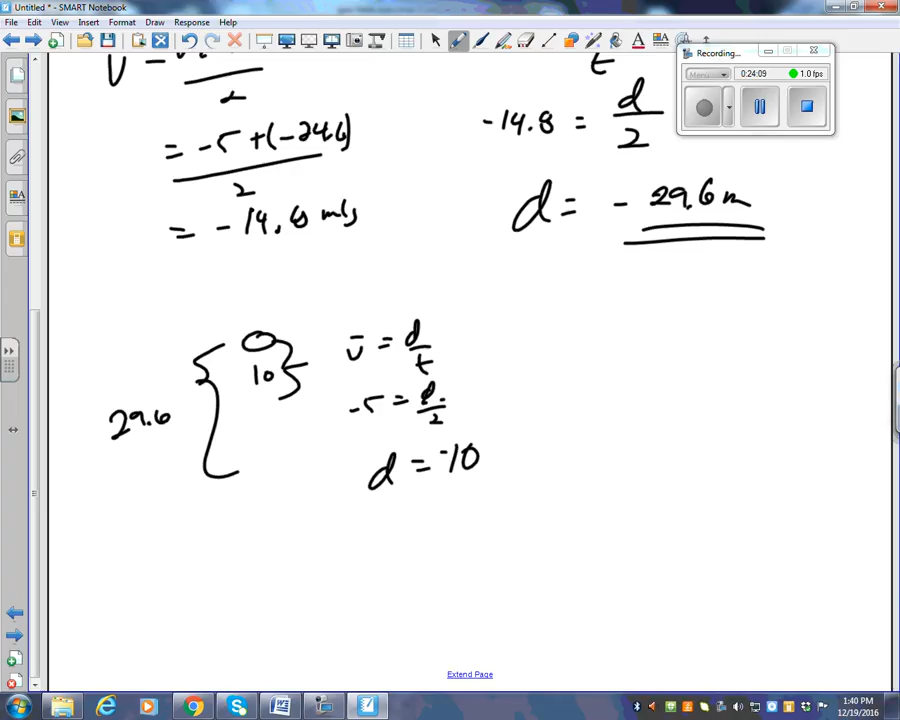 Untitled * - SMART Notebook
File Edit View Insert Format Draw Response Help
Recording...
Menu
0:24:09 1.0 fps
2
= -5 + (-24.6)
2
= -14.8 m/s
t
-14.8 = d/2
d = -29.6 m
29.6
10
v̄ = d/t
-5 = d/2
d = -10
Extend Page
1:40 PM
12/19/2016